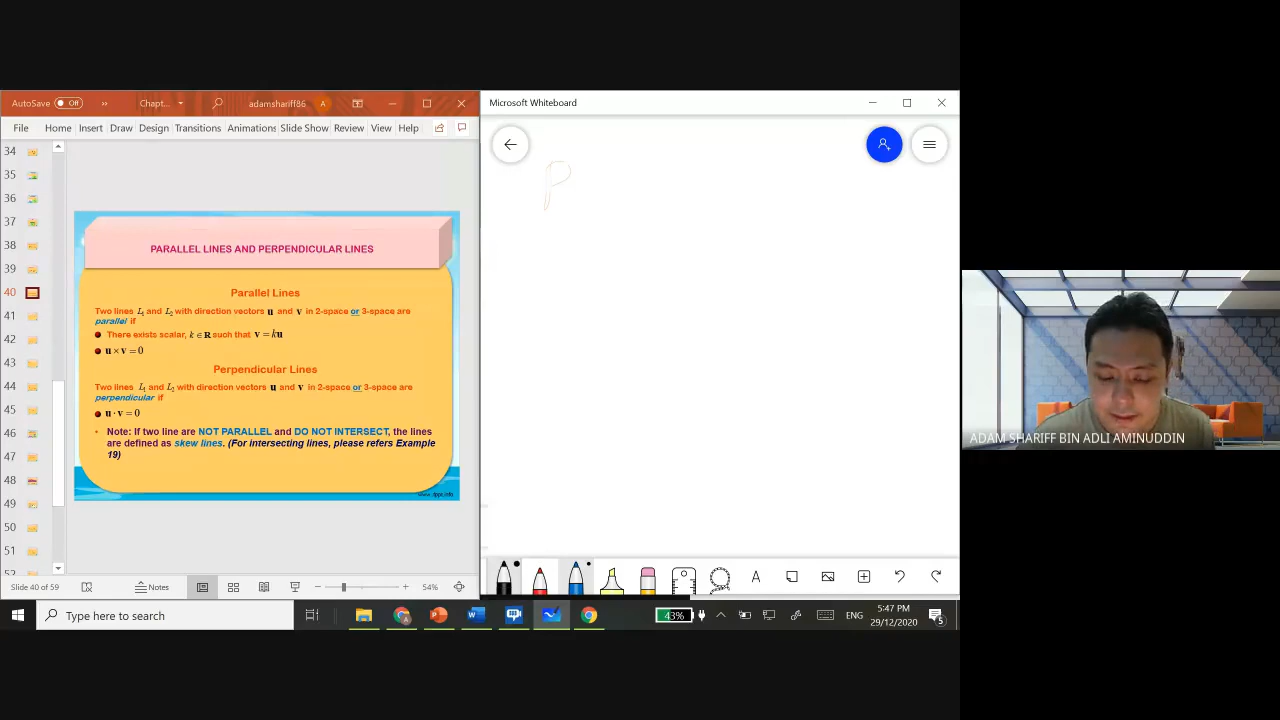 AutoSave Off » Chapt... adamshariff86 A
File Home Insert Draw Design Transitions Animations Slide Show Review View Help
34
35
36
37
38
39
40
41
42
43
44
45
46
47
48
49
50
51
PARALLEL LINES AND PERPENDICULAR LINES
Parallel Lines
Two lines L₁ and L₂ with direction vectors u and v in 2-space or 3-space are
parallel if
There exists scalar, k ∈ R such that v = ku
u × v = 0
Perpendicular Lines
Two lines L₁ and L₂ with direction vectors u and v in 2-space or 3-space are
perpendicular if
u · v = 0
• Note: If two line are NOT PARALLEL and DO NOT INTERSECT, the lines
are defined as skew lines. (For intersecting lines, please refers Example
19)
Slide 40 of 59 Notes 54%
Microsoft Whiteboard
P
A
ADAM SHARIFF BIN ADLI AMINUDDIN
Type here to search
43% ENG 5:47 PM
29/12/2020 5